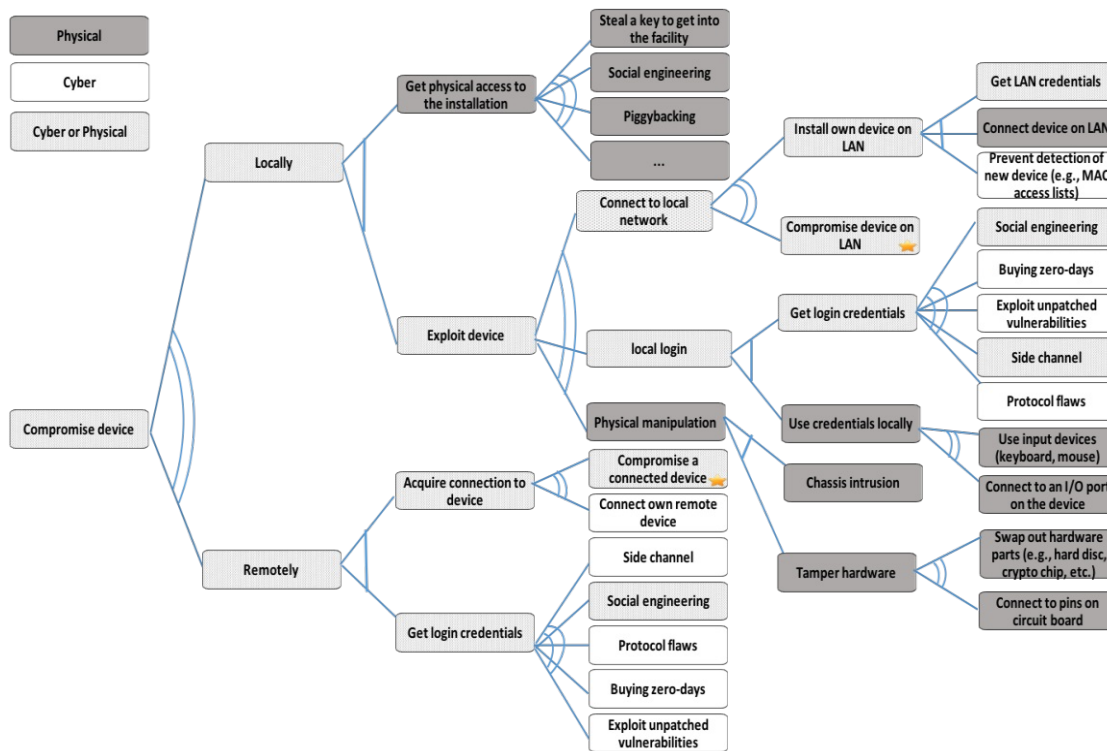 Physical
Cyber
Cyber or Physical
Compromise device
Locally
Remotely
Get physical access to
the installation
Exploit device
Acquire connection to
device
Get login credentials
Steal a key to get into
the facility
Social engineering
Piggybacking
...
Connect to local
network
local login
Physical manipulation
Compromise a
connected device
Connect own remote
device
Side channel
Social engineering
Protocol flaws
Buying zero-days
Exploit unpatched
vulnerabilities
Install own device on
LAN
Compromise device on
LAN
Get login credentials
Use credentials locally
Chassis intrusion
Tamper hardware
Get LAN credentials
Connect device on LAN
Prevent detection of
new device (e.g., MAC
access lists)
Social engineering
Buying zero-days
Exploit unpatched
vulnerabilities
Side channel
Protocol flaws
Use input devices
(keyboard, mouse)
Connect to an I/O port
on the device
Swap out hardware
parts (e.g., hard disc,
crypto chip, etc.)
Connect to pins on
circuit board